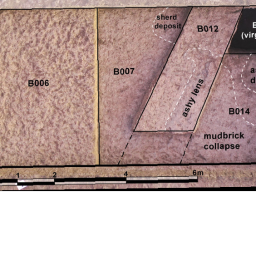 sherd
deposit
B012
B007
B006
ashy lens
B014
mudbrick
collapse
1 2 4 6m